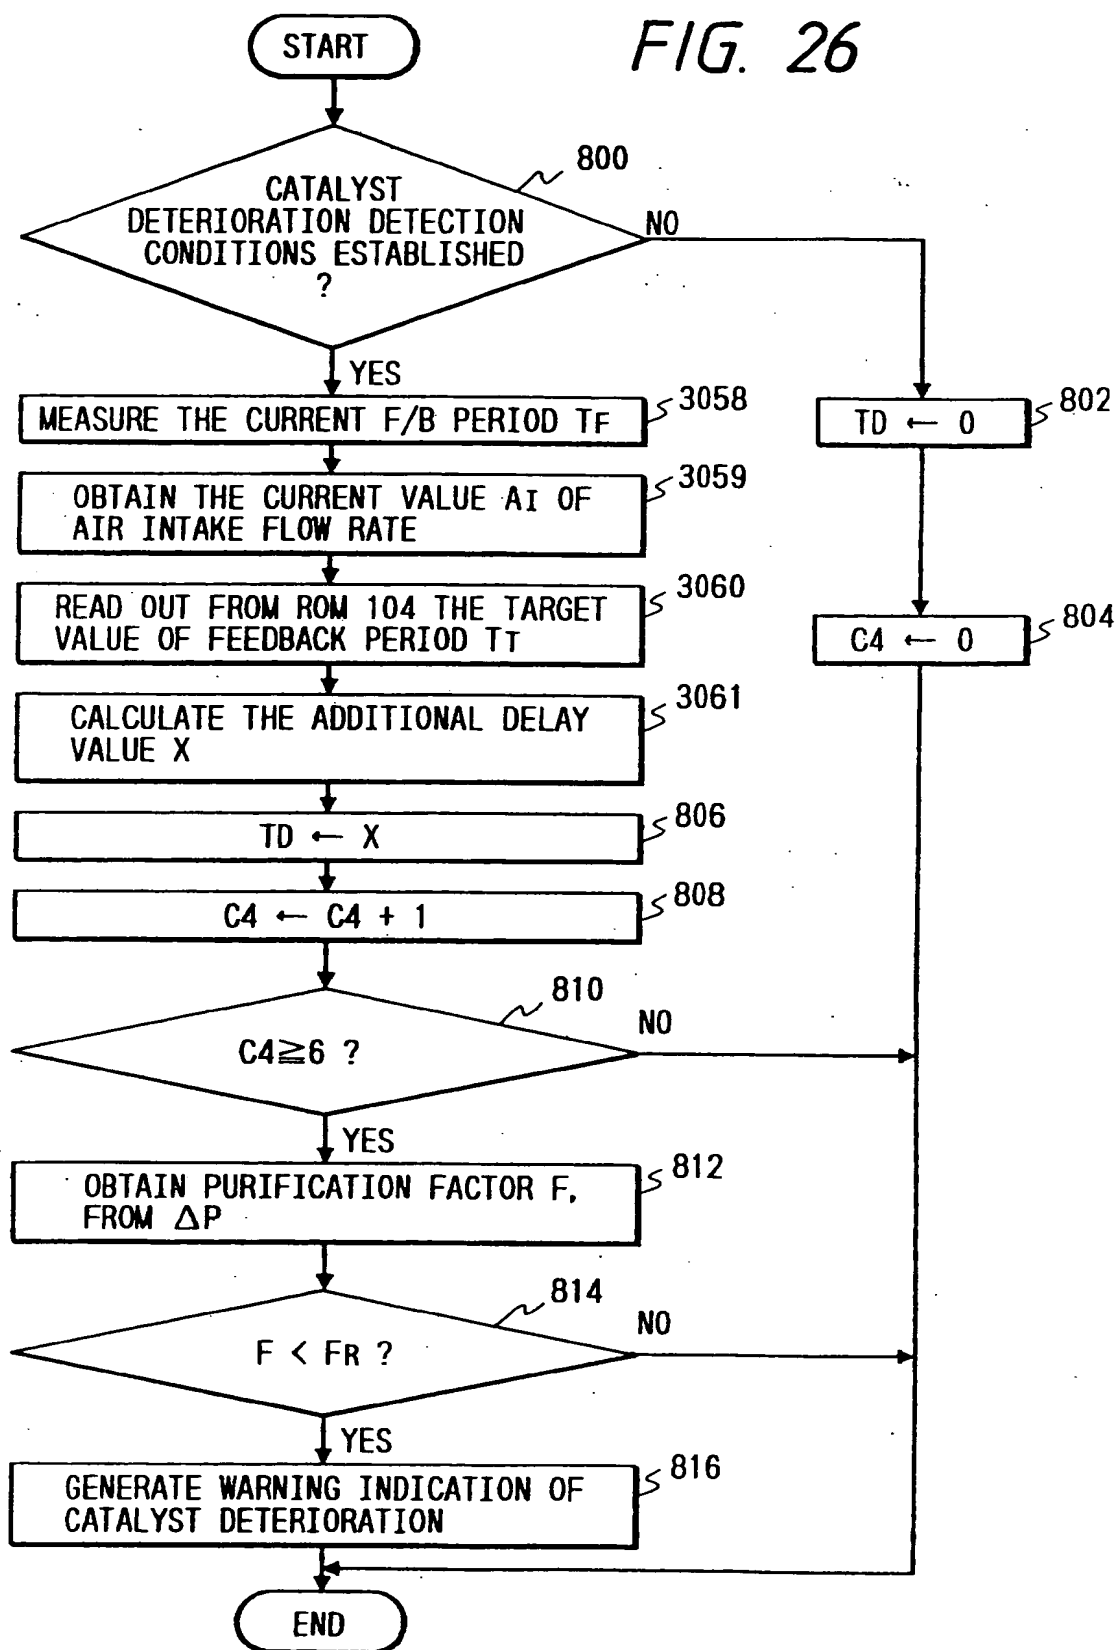 FIG. 26
START
800
CATALYST
DETERIORATION DETECTION
CONDITIONS ESTABLISHED
?
NO
YES
3058
MEASURE THE CURRENT F/B PERIOD TF
802
TD ← 0
3059
OBTAIN THE CURRENT VALUE AI OF
AIR INTAKE FLOW RATE
3060
READ OUT FROM ROM 104 THE TARGET
VALUE OF FEEDBACK PERIOD TT
804
C4 ← 0
3061
CALCULATE THE ADDITIONAL DELAY
VALUE X
806
TD ← X
808
C4 ← C4 + 1
810
C4≧6 ?
NO
YES
812
OBTAIN PURIFICATION FACTOR F,
FROM ΔP
814
F < FR ?
NO
YES
816
GENERATE WARNING INDICATION OF
CATALYST DETERIORATION
END